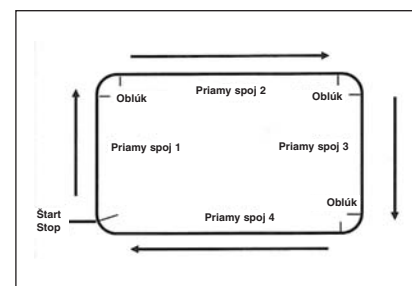 Priamy spoj 2
Oblúk
Oblúk
Priamy spoj 1
Priamy spoj 3
Oblúk
Štart
Stop
Priamy spoj 4